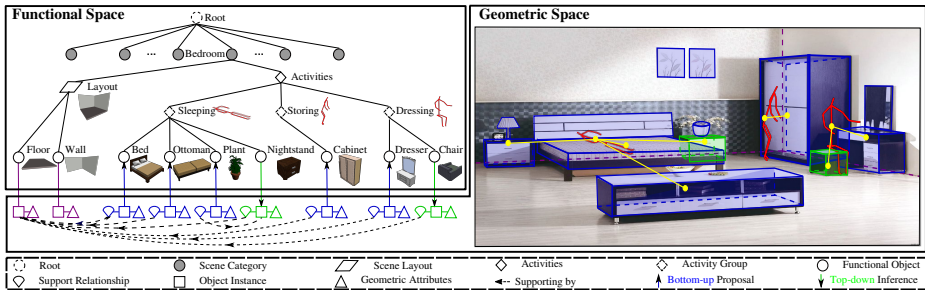 Functional Space
Root
... Bedroom ...
Activities
Layout
Sleeping Storing Dressing
Floor Wall Bed Ottoman Plant Nightstand Cabinet Dresser Chair
Geometric Space
Root Scene Category Scene Layout Activities Activity Group Functional Object
Support Relationship Object Instance Geometric Attributes Supporting by Bottom-up Proposal Top-down Inference